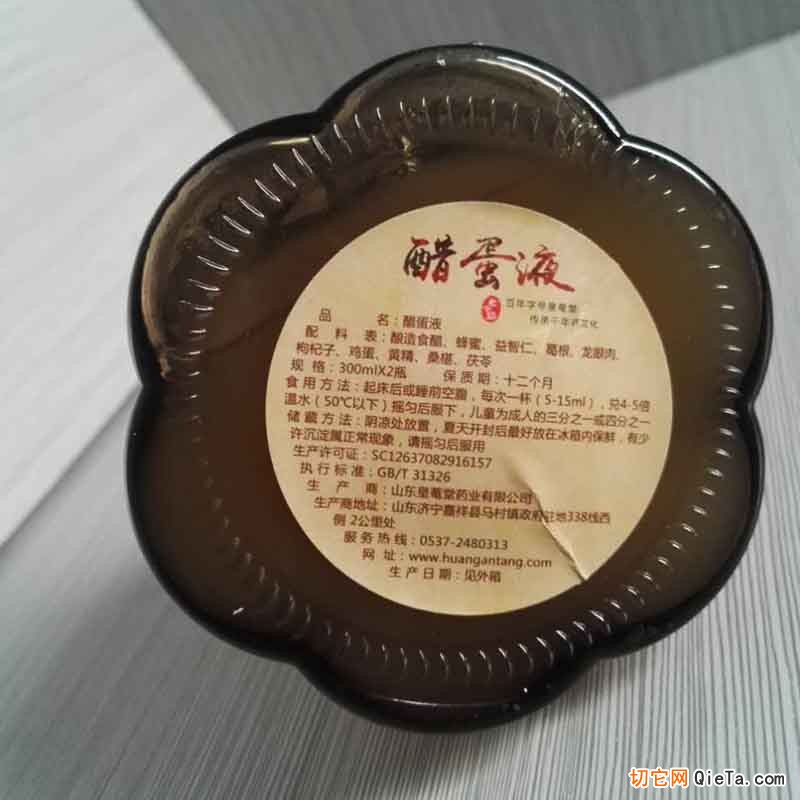 醋蛋液
百年字号皇菴堂
传承千年药文化
品 名：醋蛋液
配 料 表：酿造食醋、蜂蜜、益智仁、葛根、龙眼肉、
枸杞子、鸡蛋、黄精、桑椹、茯苓
规 格：300mlX2瓶 保 质 期：十二个月
食 用 方 法：起床后或睡前空腹，每次一杯（5-15ml），兑4-5倍
温水（50℃以下）摇匀后服下，儿童为成人的三分之一或四分之一
储 藏 方 法：阴凉处放置，夏天开封后最好放在冰箱内保鲜，有少
许沉淀属正常现象，请摇匀后服用
生产许可证：SC12637082916157
执 行 标 准：GB/T 31326
生 产 商：山东皇菴堂药业有限公司
生产商地址：山东济宁嘉祥县马村镇政府驻地338线西
侧 2公里处
服 务 热 线：0537-2480313
网 址：www.huangantang.com
生 产 日 期：见外箱
切它网 QieTa.com